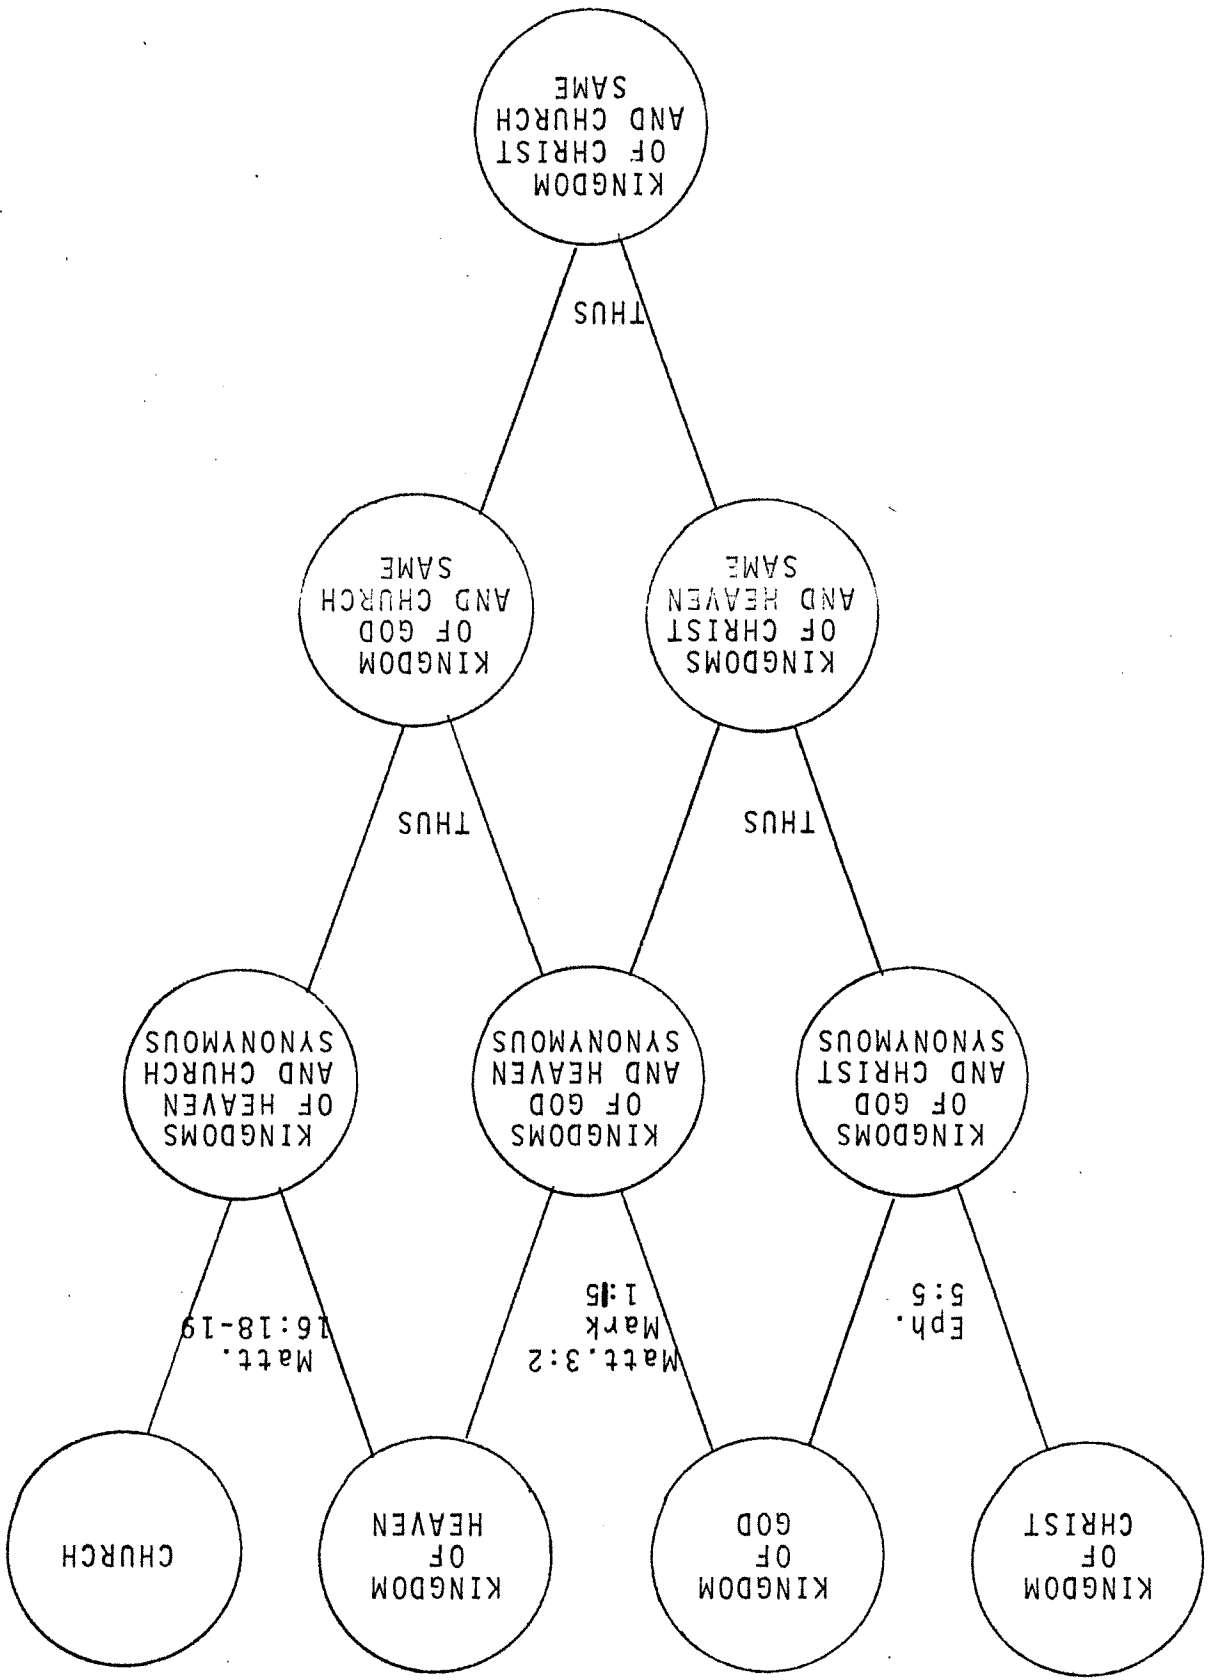 KINGDOM
OF
CHRIST
KINGDOM
OF
GOD
KINGDOM
OF
HEAVEN
CHURCH
Eph.
5:5
Matt.3:2
Mark
1:15
Matt.
16:18-19
KINGDOMS
OF GOD
AND CHRIST
SYNONYMOUS
KINGDOMS
OF GOD
AND HEAVEN
SYNONYMOUS
KINGDOMS
OF HEAVEN
AND CHURCH
SYNONYMOUS
THUS
THUS
KINGDOMS
OF CHRIST
AND HEAVEN
SAME
KINGDOM
OF GOD
AND CHURCH
SAME
THUS
KINGDOM
OF CHRIST
AND CHURCH
SAME